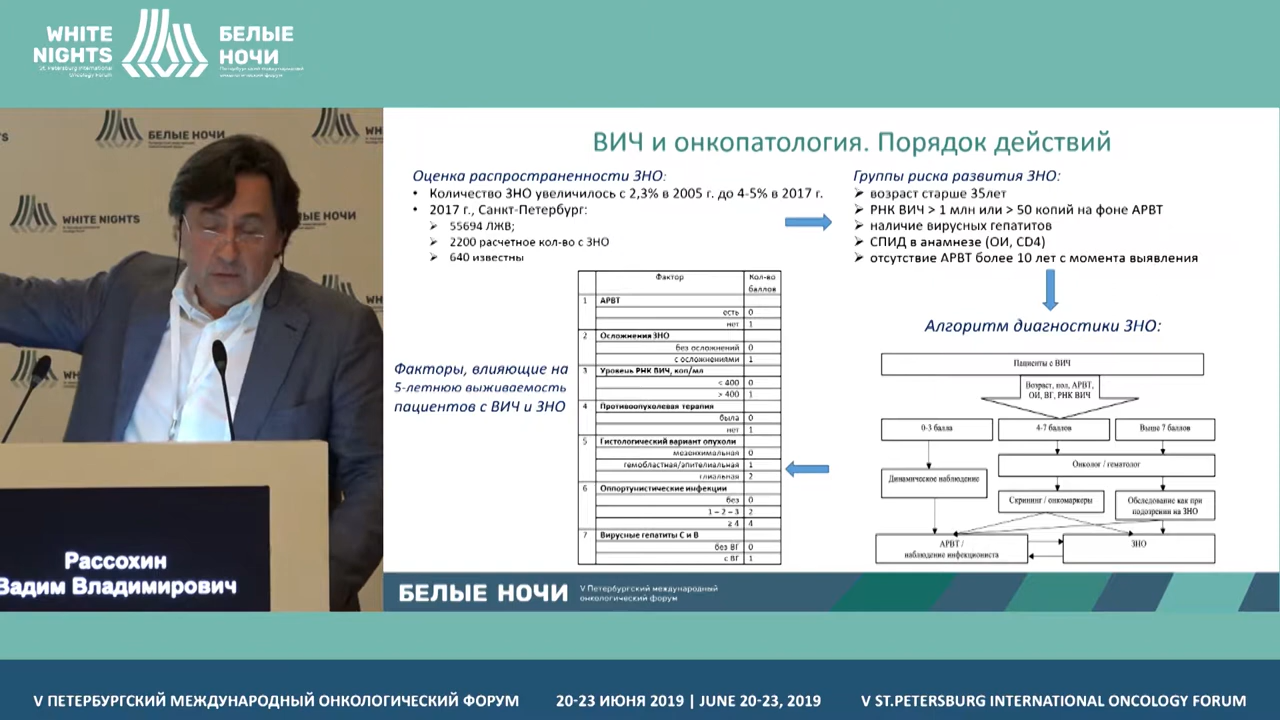 WHITE
NIGHTS
St. Petersburg International
Oncology Forum
БЕЛЫЕ
НОЧИ
Петербургский международный
онкологический форум
БЕЛЫЕ НОЧИ
WHITE NIGHTS
БЕЛЫЕ НОЧИ
WHITE NIGHTS
Рассохин
Вадим Владимирович
ВИЧ и онкопатология. Порядок действий
Оценка распространенности ЗНО:
• Количество ЗНО увеличилось с 2,3% в 2005 г. до 4-5% в 2017 г.
• 2017 г., Санкт-Петербург:
55694 ЛЖВ;
2200 расчетное кол-во с ЗНО
640 известны
Группы риска развития ЗНО:
возраст старше 35лет
РНК ВИЧ > 1 млн или > 50 копий на фоне АРВТ
наличие вирусных гепатитов
СПИД в анамнезе (ОИ, CD4)
отсутствие АРВТ более 10 лет с момента выявления
Факторы, влияющие на
5-летнюю выживаемость
пациентов с ВИЧ и ЗНО
Фактор Кол-во
баллов
1 АРВТ
есть 0
нет 1
2 Осложнения ЗНО
без осложнений 0
с осложнениями 1
3 Уровень РНК ВИЧ, коп/мл
< 400 0
> 400 1
4 Противоопухолевая терапия
была 0
нет 1
5 Гистологический вариант опухоли
мезенхимальная 0
гемобластная/эпителиальная 1
глиальная 2
6 Оппортунистические инфекции
без 0
1 – 2 – 3 2
≥ 4 4
7 Вирусные гепатиты С и В
без ВГ 0
с ВГ 1
Алгоритм диагностики ЗНО:
Пациенты с ВИЧ
Возраст, пол, АРВТ,
ОИ, ВГ, РНК ВИЧ
0-3 балла
4-7 баллов
Выше 7 баллов
Онколог / гематолог
Динамическое наблюдение
Скрининг / онкомаркеры
Обследование как при
подозрении на ЗНО
АРВТ /
наблюдение инфекциониста
ЗНО
БЕЛЫЕ НОЧИ
V Петербургский международный
онкологический форум
V ПЕТЕРБУРГСКИЙ МЕЖДУНАРОДНЫЙ ОНКОЛОГИЧЕСКИЙ ФОРУМ
20-23 ИЮНЯ 2019 | JUNE 20-23, 2019
V ST.PETERSBURG INTERNATIONAL ONCOLOGY FORUM